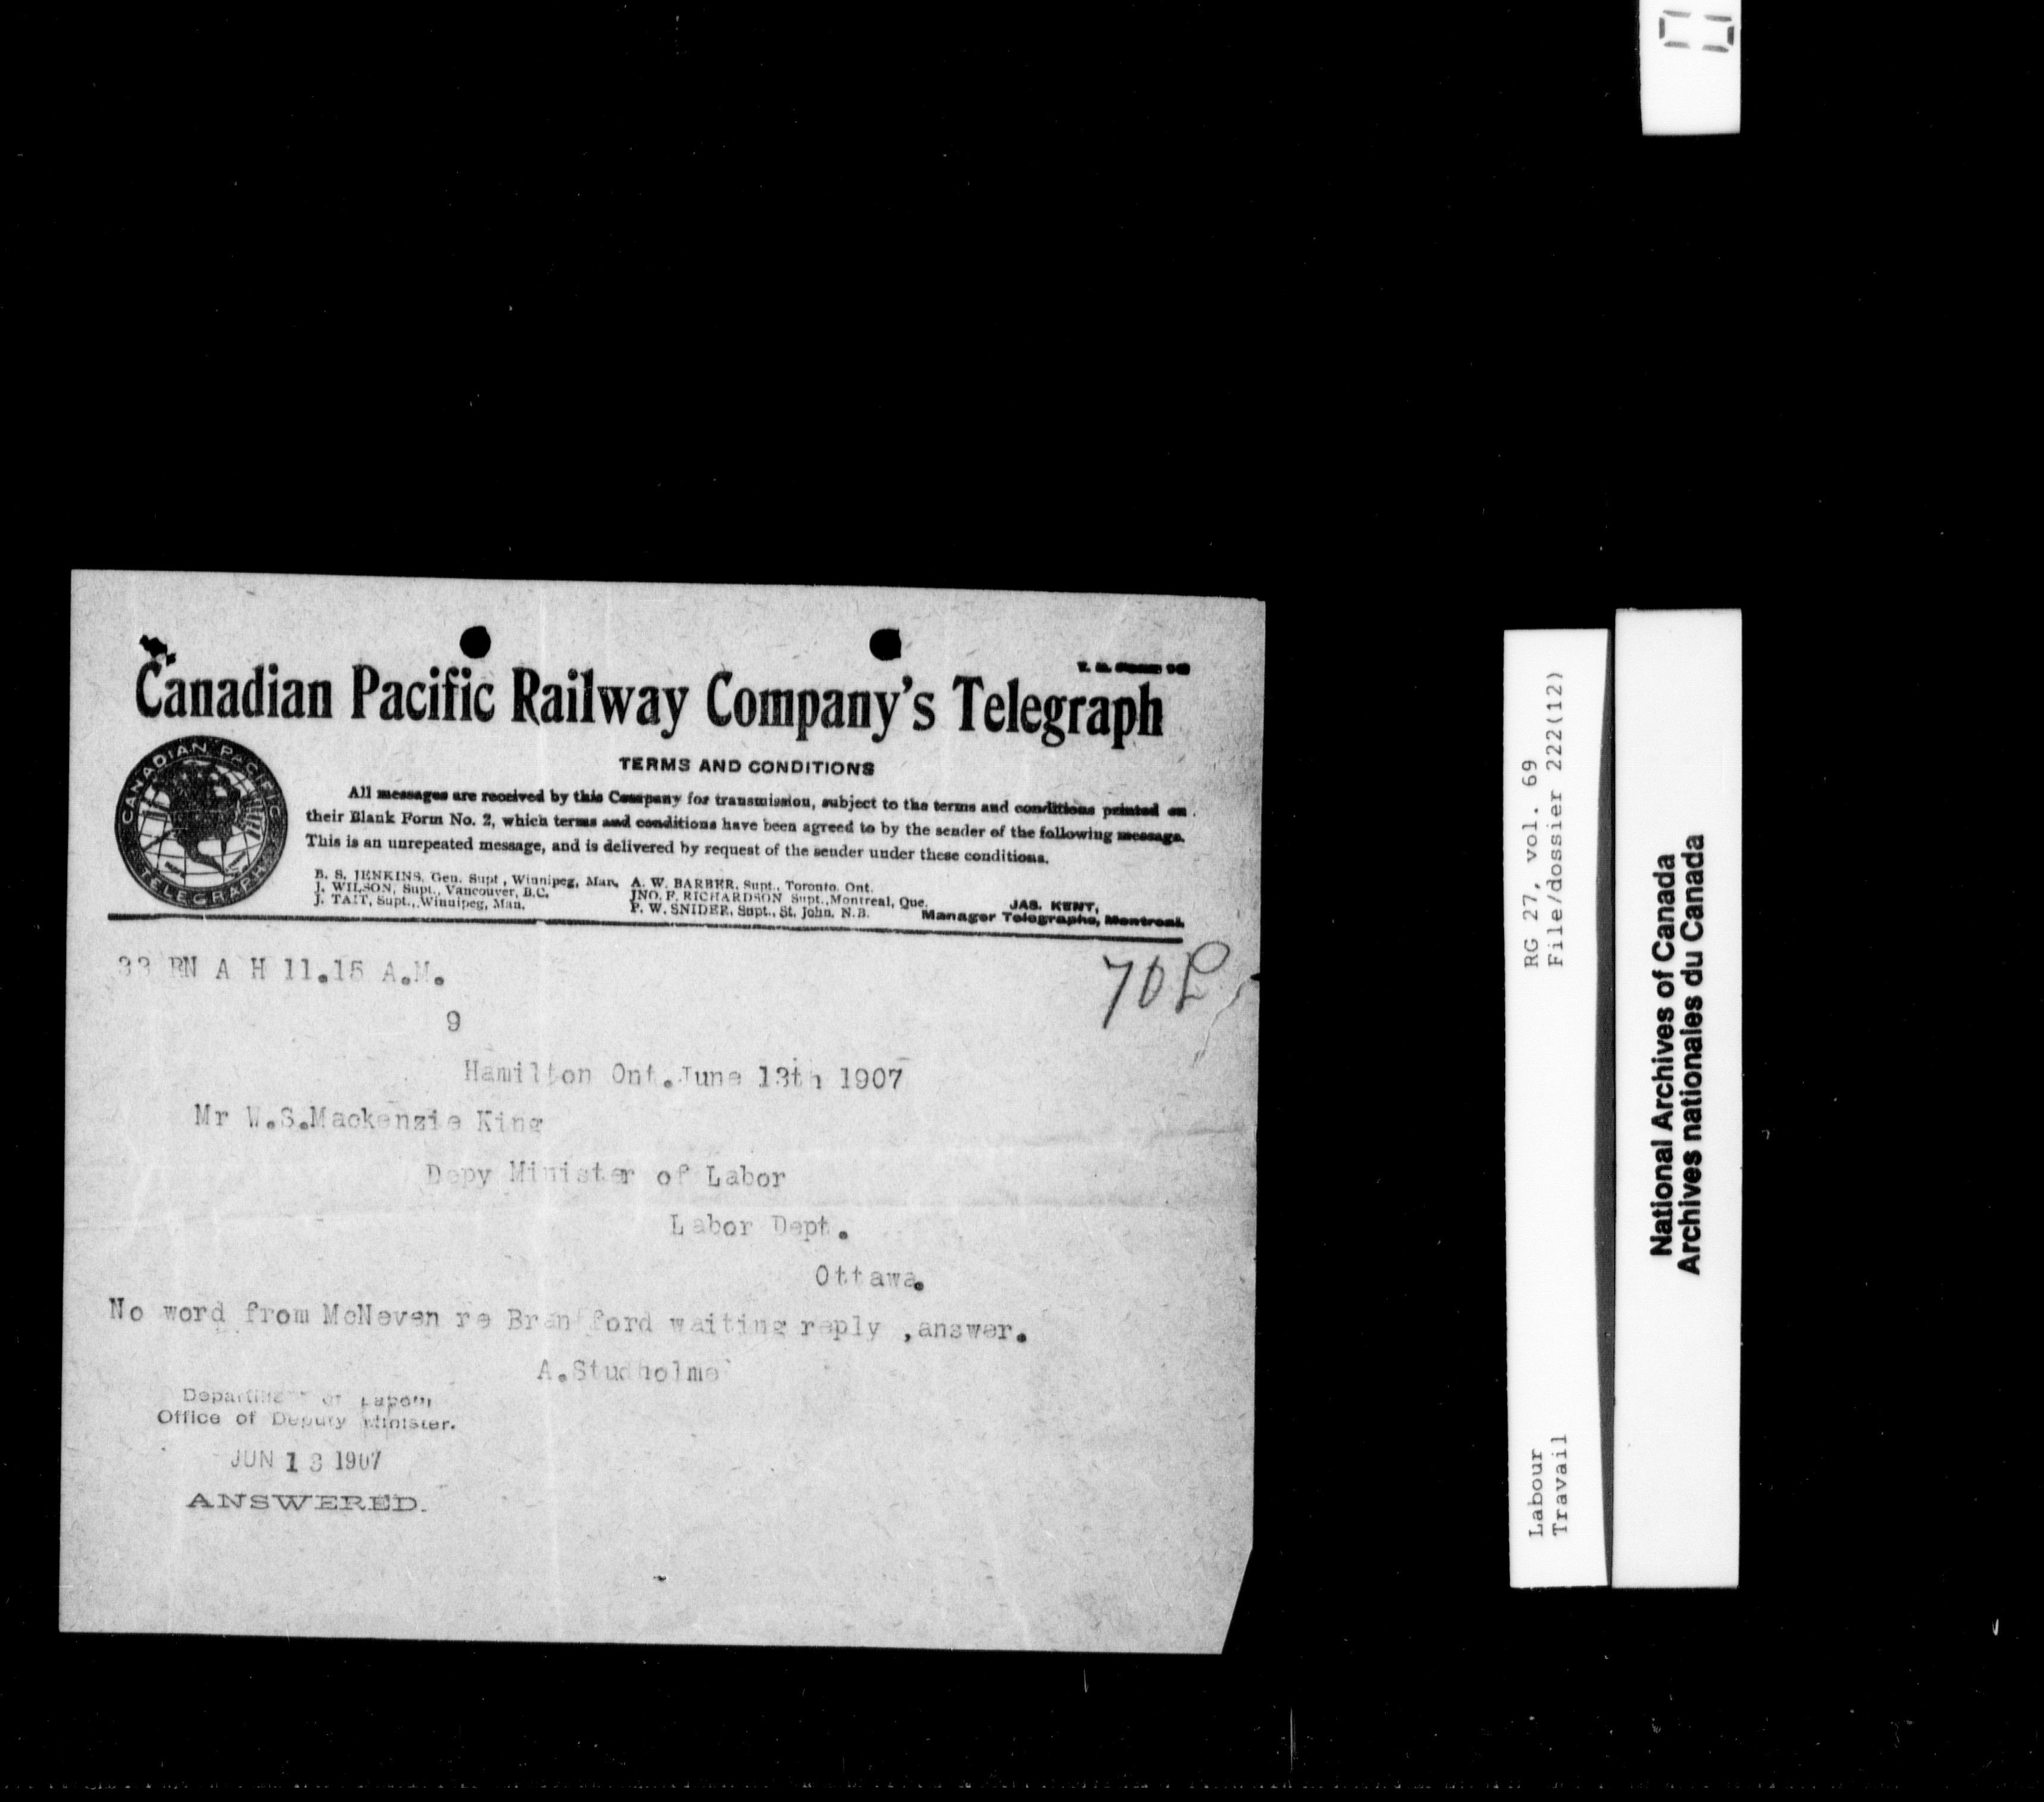 Canadian Pacific Railway Company's Telegraph
CANADIAN PACIFIC TELEGRAPH
TERMS AND CONDITIONS
All messages are received by this Company for transmission, subject to the terms and conditions printed on
their Blank Form No. 2, which terms and conditions have been agreed to by the sender of the following message.
This is an unrepeated message, and is delivered by request of the sender under these conditions.
B. S. JENKINS, Gen. Supt., Winnipeg, Man.
J. WILSON, Supt., Vancouver, B.C.
J. TAIT, Supt., Winnipeg, Man.
A. W. BARBER, Supt., Toronto, Ont.
JNO. F. RICHARDSON Supt., Montreal, Que.
P. W. SNIDER, Supt., St. John, N.B.
JAS. KENT,
Manager Telegraphs, Montreal.
33 RN A H 11.15 A.M.
9
Hamilton Ont. June 13th 1907
Mr W.S.Mackenzie King
Depy Minister of Labor
Labor Dept.
Ottawa.
No word from McNeven re Brantford waiting reply ,answer.
A.Studholme
Department of Labour
Office of Deputy Minister.
JUN 13 1907
ANSWERED.
RG 27, vol. 69
File/dossier 222(12)
Labour
Travail
National Archives of Canada
Archives nationales du Canada